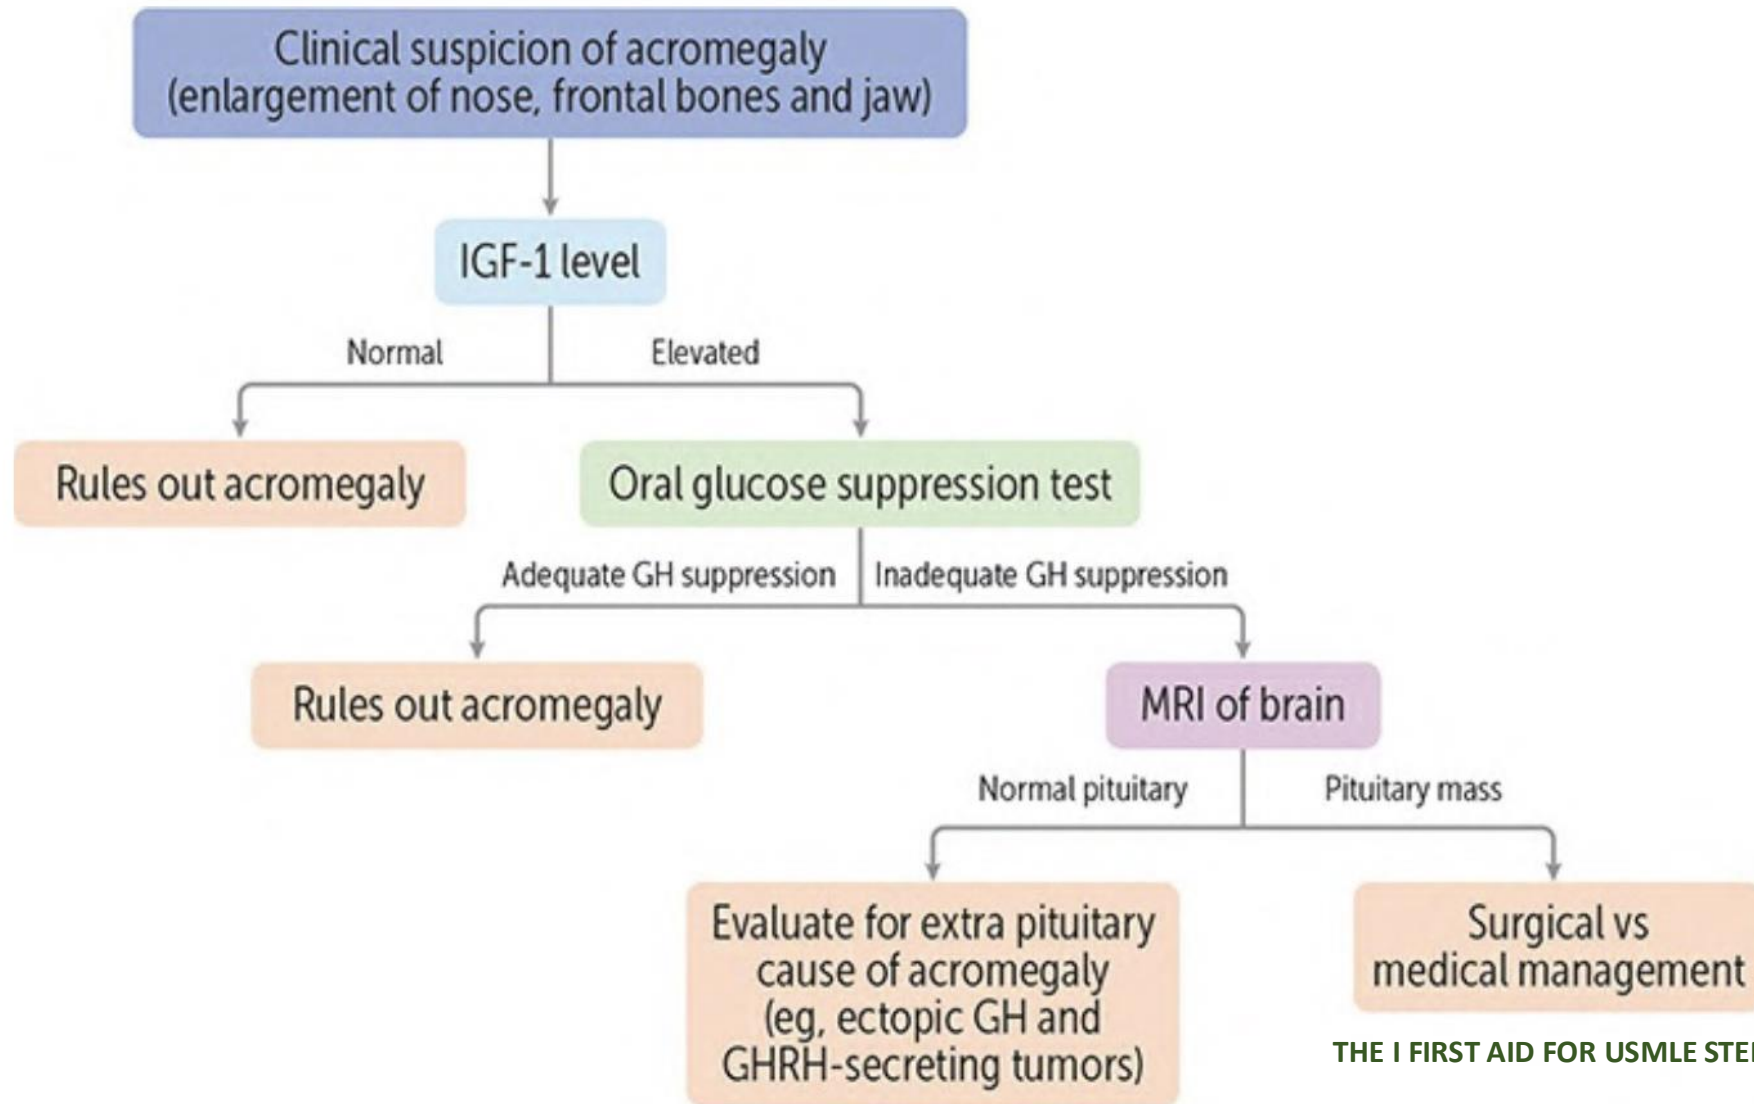 Clinical suspicion of acromegaly
(enlargement of nose, frontal bones and jaw)
IGF-1 level
Normal
Elevated
Rules out acromegaly
Oral glucose suppression test
Adequate GH suppression
Inadequate GH suppression
Rules out acromegaly
MRI of brain
Normal pituitary
Pituitary mass
Evaluate for extra pituitary
cause of acromegaly
(eg, ectopic GH and
GHRH-secreting tumors)
Surgical vs
medical management
THE I FIRST AID FOR USMLE